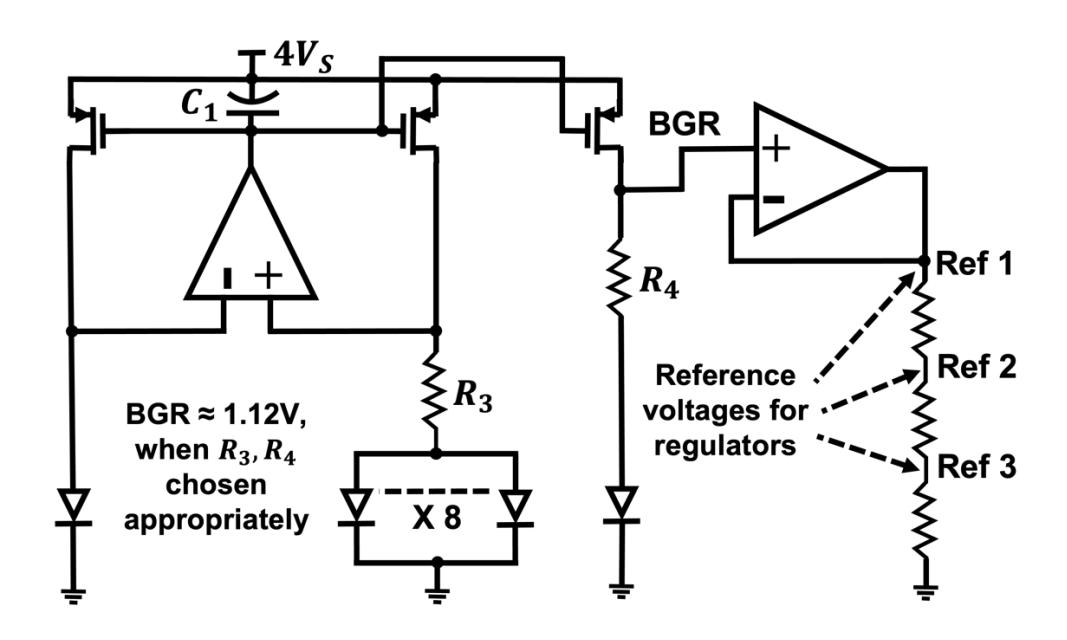 4V_S
C_1
BGR
+
-
- +
Ref 1
R_4
Ref 2
Reference
voltages for
regulators
R_3
BGR ≈ 1.12V,
when R_3, R_4
chosen
appropriately
Ref 3
X 8